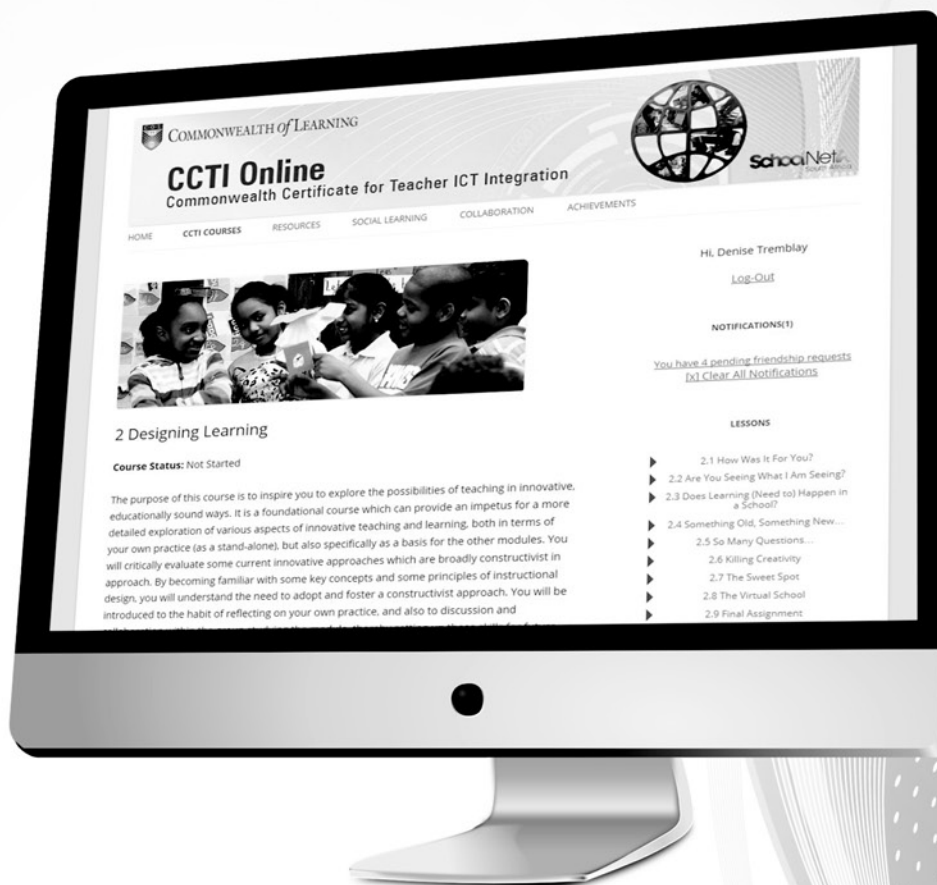 COL
COMMONWEALTH of LEARNING
CCTI Online
Commonwealth Certificate for Teacher ICT Integration
SchoolNet
South Africa
HOME CCTI COURSES RESOURCES SOCIAL LEARNING COLLABORATION ACHIEVEMENTS
2 Designing Learning
Course Status: Not Started
The purpose of this course is to inspire you to explore the possibilities of teaching in innovative,
educationally sound ways. It is a foundational course which can provide an impetus for a more
detailed exploration of various aspects of innovative teaching and learning, both in terms of
your own practice (as a stand-alone), but also specifically as a basis for the other modules. You
will critically evaluate some current innovative approaches which are broadly constructivist in
approach. By becoming familiar with some key concepts and some principles of instructional
design, you will understand the need to adopt and foster a constructivist approach. You will be
introduced to the habit of reflecting on your own practice, and also to discussion and
Hi, Denise Tremblay
Log-Out
NOTIFICATIONS(1)
You have 4 pending friendship requests
[X] Clear All Notifications
LESSONS
2.1 How Was It For You?
2.2 Are You Seeing What I Am Seeing?
2.3 Does Learning (Need to) Happen in
a School?
2.4 Something Old, Something New...
2.5 So Many Questions...
2.6 Killing Creativity
2.7 The Sweet Spot
2.8 The Virtual School
2.9 Final Assignment